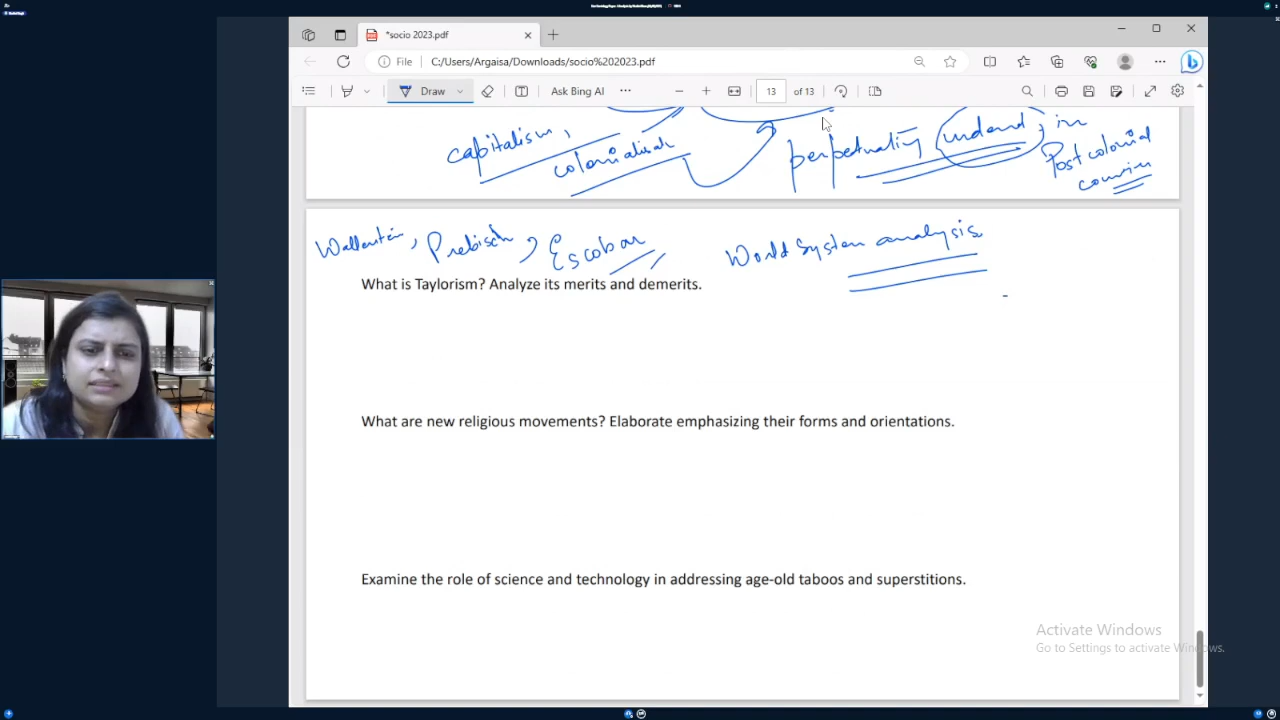 *socio 2023.pdf
File C:/Users/Argaisa/Downloads/socio%202023.pdf
Draw Ask Bing AI 13 of 13
capitalism,
colonialism
perpetuating in
Post colonial
countries
Wallerstein, Prebisch, Escobar World System analysis
What is Taylorism? Analyze its merits and demerits.
What are new religious movements? Elaborate emphasizing their forms and orientations.
Examine the role of science and technology in addressing age-old taboos and superstitions.
Activate Windows
Go to Settings to activate Windows.